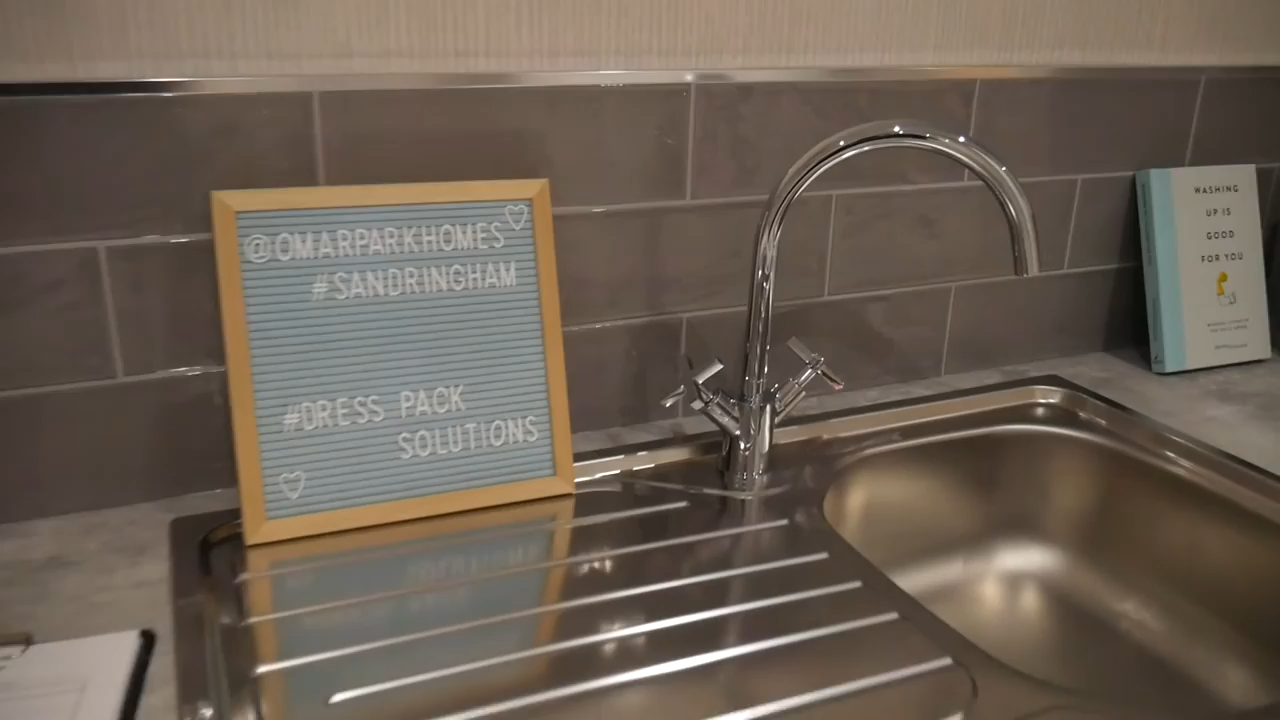 @OMARPARKHOMES
#SANDRINGHAM
#DRESS PACK
SOLUTIONS
WASHING
UP IS
GOOD
FOR YOU